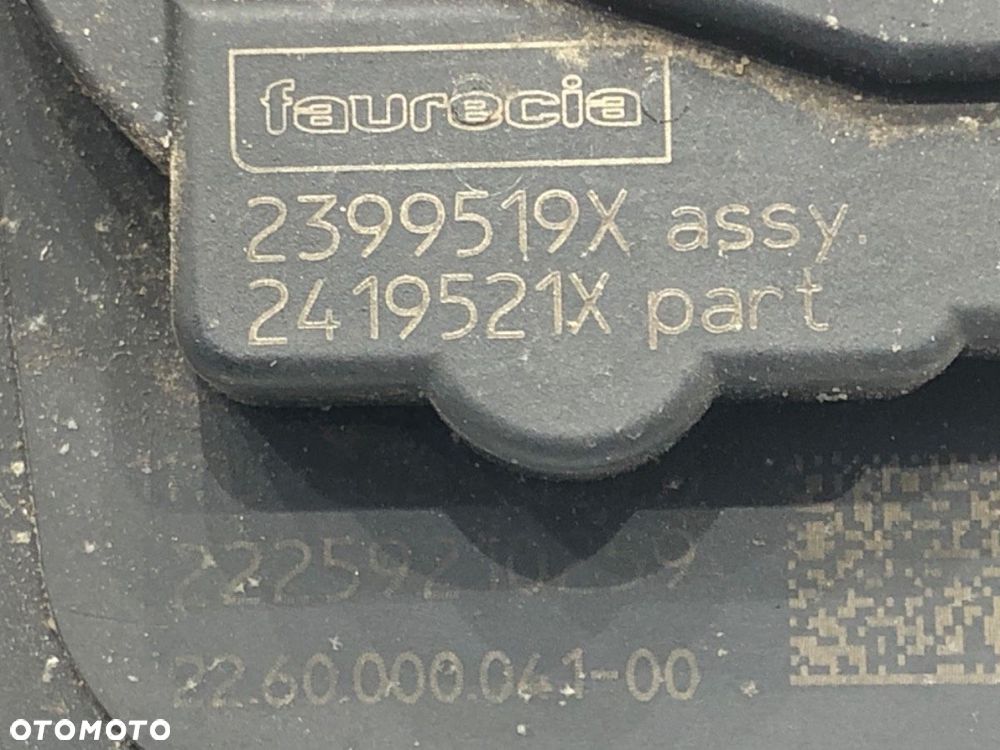 faurecia
2399519X assy.
2419521X part
22.60.000.041-00
OTOMOTO